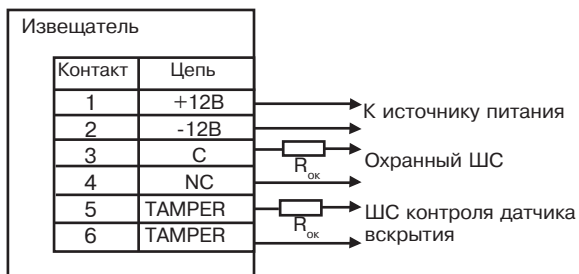 Извещатель
Контакт Цепь
1 +12В
2 -12В
К источнику питания
3 С
Rок
Охранный ШС
4 NC
5 TAMPER
Rок
ШС контроля датчика
вскрытия
6 TAMPER